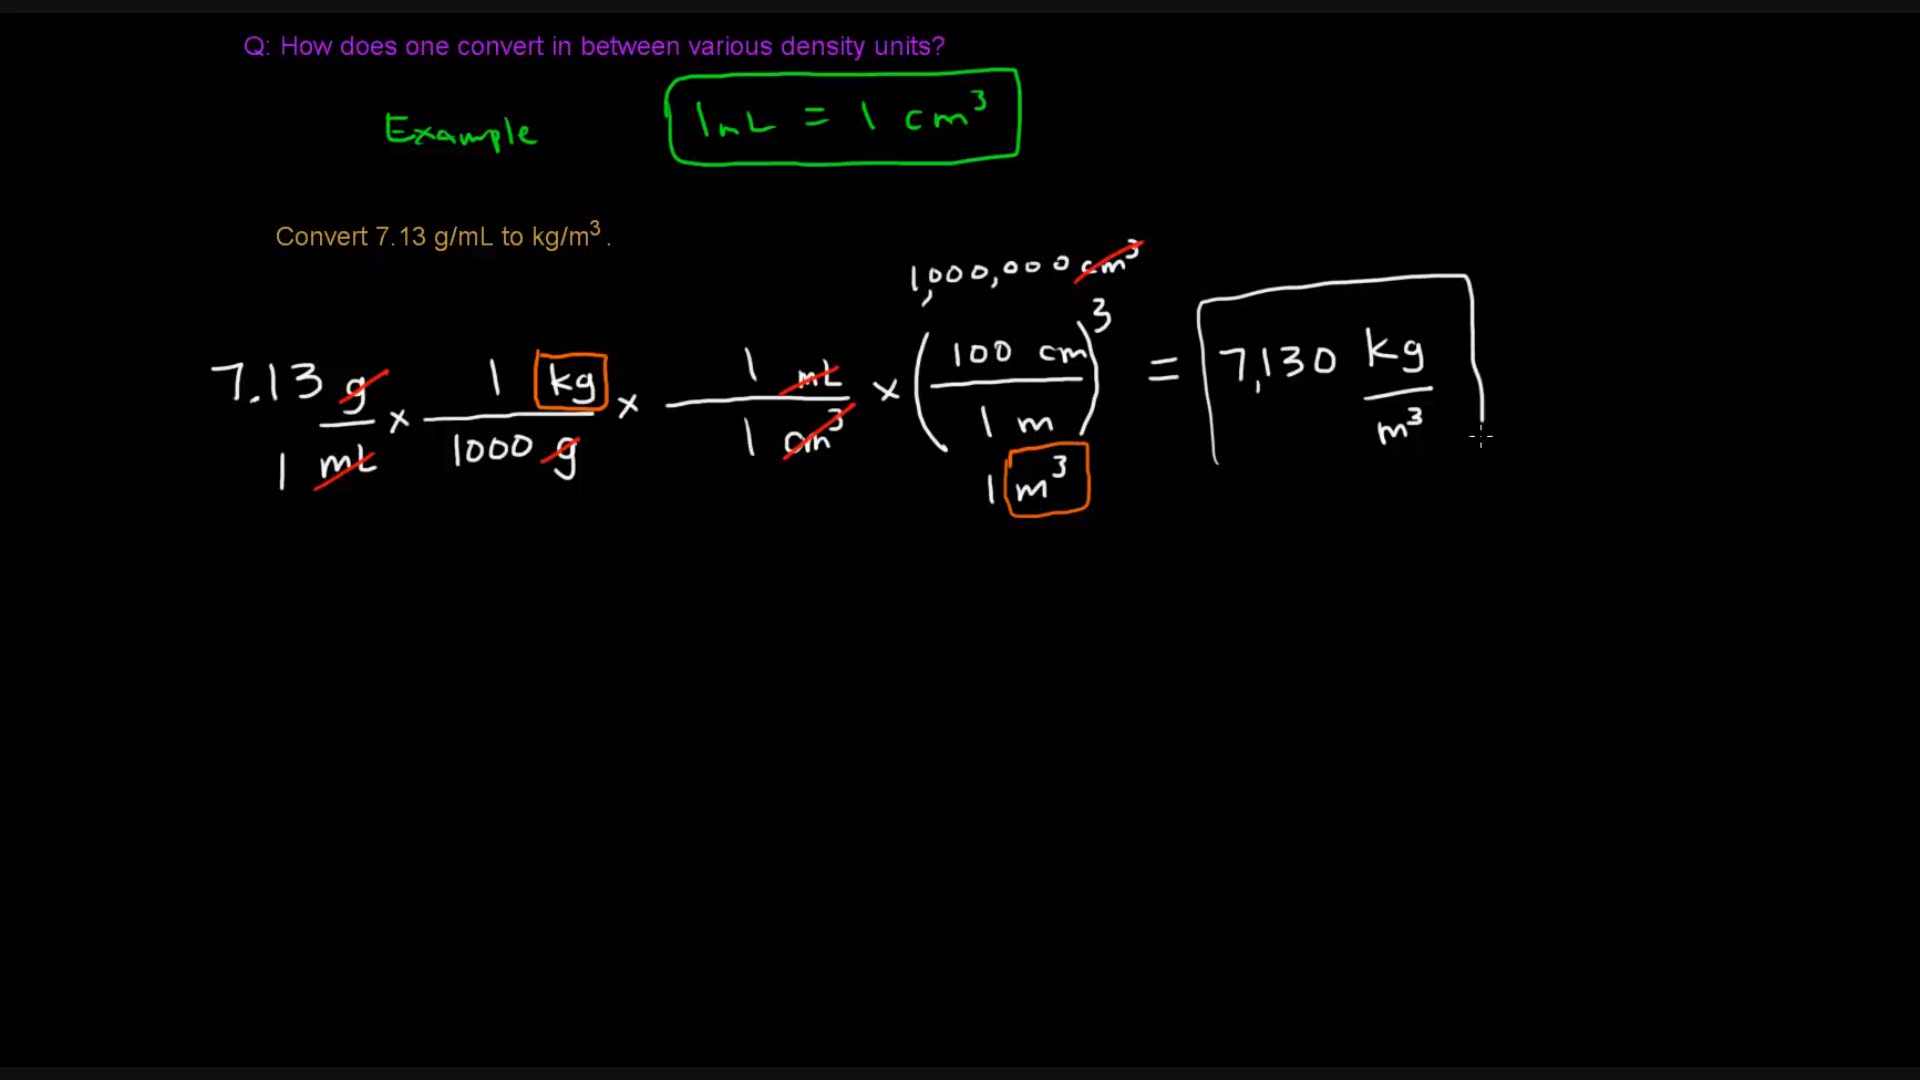 Q: How does one convert in between various density units?
Example
1mL = 1 cm³
Convert 7.13 g/mL to kg/m³.
1,000,000 cm³
7.13 g / 1 mL × 1 kg / 1000 g × 1 mL / 1 cm³ × (100 cm / 1 m)³ = 7,130 kg / m³
1 m³